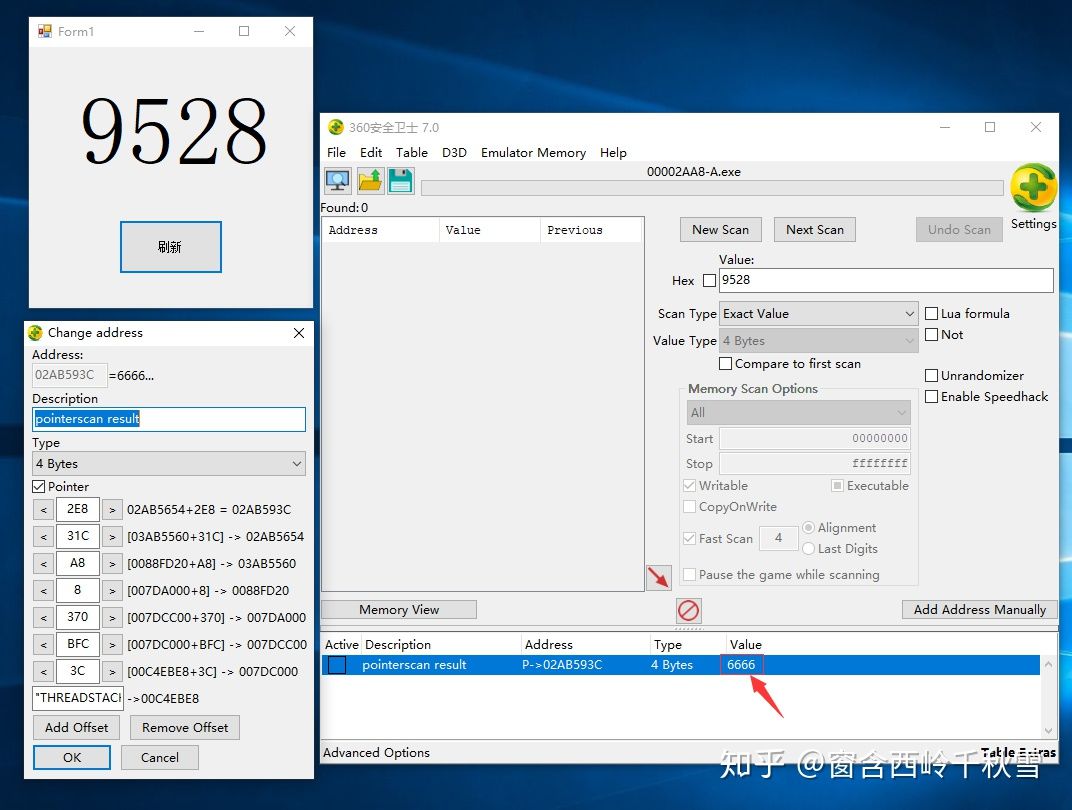 Form1
9528
刷新
Change address
Address:
02AB593C =6666...
Description
pointerscan result
Type
4 Bytes
Pointer
< 2E8 > 02AB5654+2E8 = 02AB593C
< 31C > [03AB5560+31C] -> 02AB5654
< A8 > [0088FD20+A8] -> 03AB5560
< 8 > [007DA000+8] -> 0088FD20
< 370 > [007DCC00+370] -> 007DA000
< BFC > [007DC000+BFC] -> 007DCC00
< 3C > [00C4EBE8+3C] -> 007DC000
"THREADSTACK ->00C4EBE8
Add Offset Remove Offset
OK Cancel
360安全卫士 7.0
File Edit Table D3D Emulator Memory Help
00002AA8-A.exe
Found: 0
Settings
Address Value Previous
New Scan Next Scan Undo Scan
Value:
Hex 9528
Scan Type Exact Value
Lua formula
Value Type 4 Bytes
Not
Compare to first scan
Memory Scan Options
Unrandomizer
Enable Speedhack
All
Start 00000000
Stop ffffffff
Writable Executable
CopyOnWrite
Fast Scan 4
Alignment
Last Digits
Pause the game while scanning
Memory View
Add Address Manually
Active Description Address Type Value
pointerscan result P->02AB593C 4 Bytes 6666
Advanced Options
Table Extras
知乎 @窗含西岭千秋雪